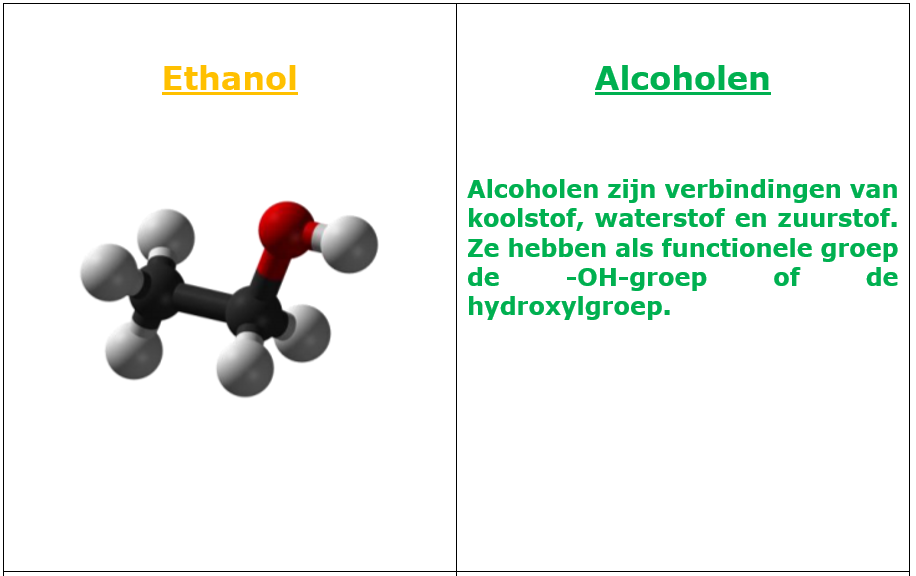 Ethanol
Alcoholen
Alcoholen zijn verbindingen van
koolstof, waterstof en zuurstof.
Ze hebben als functionele groep
de –OH-groep of de
hydroxylgroep.